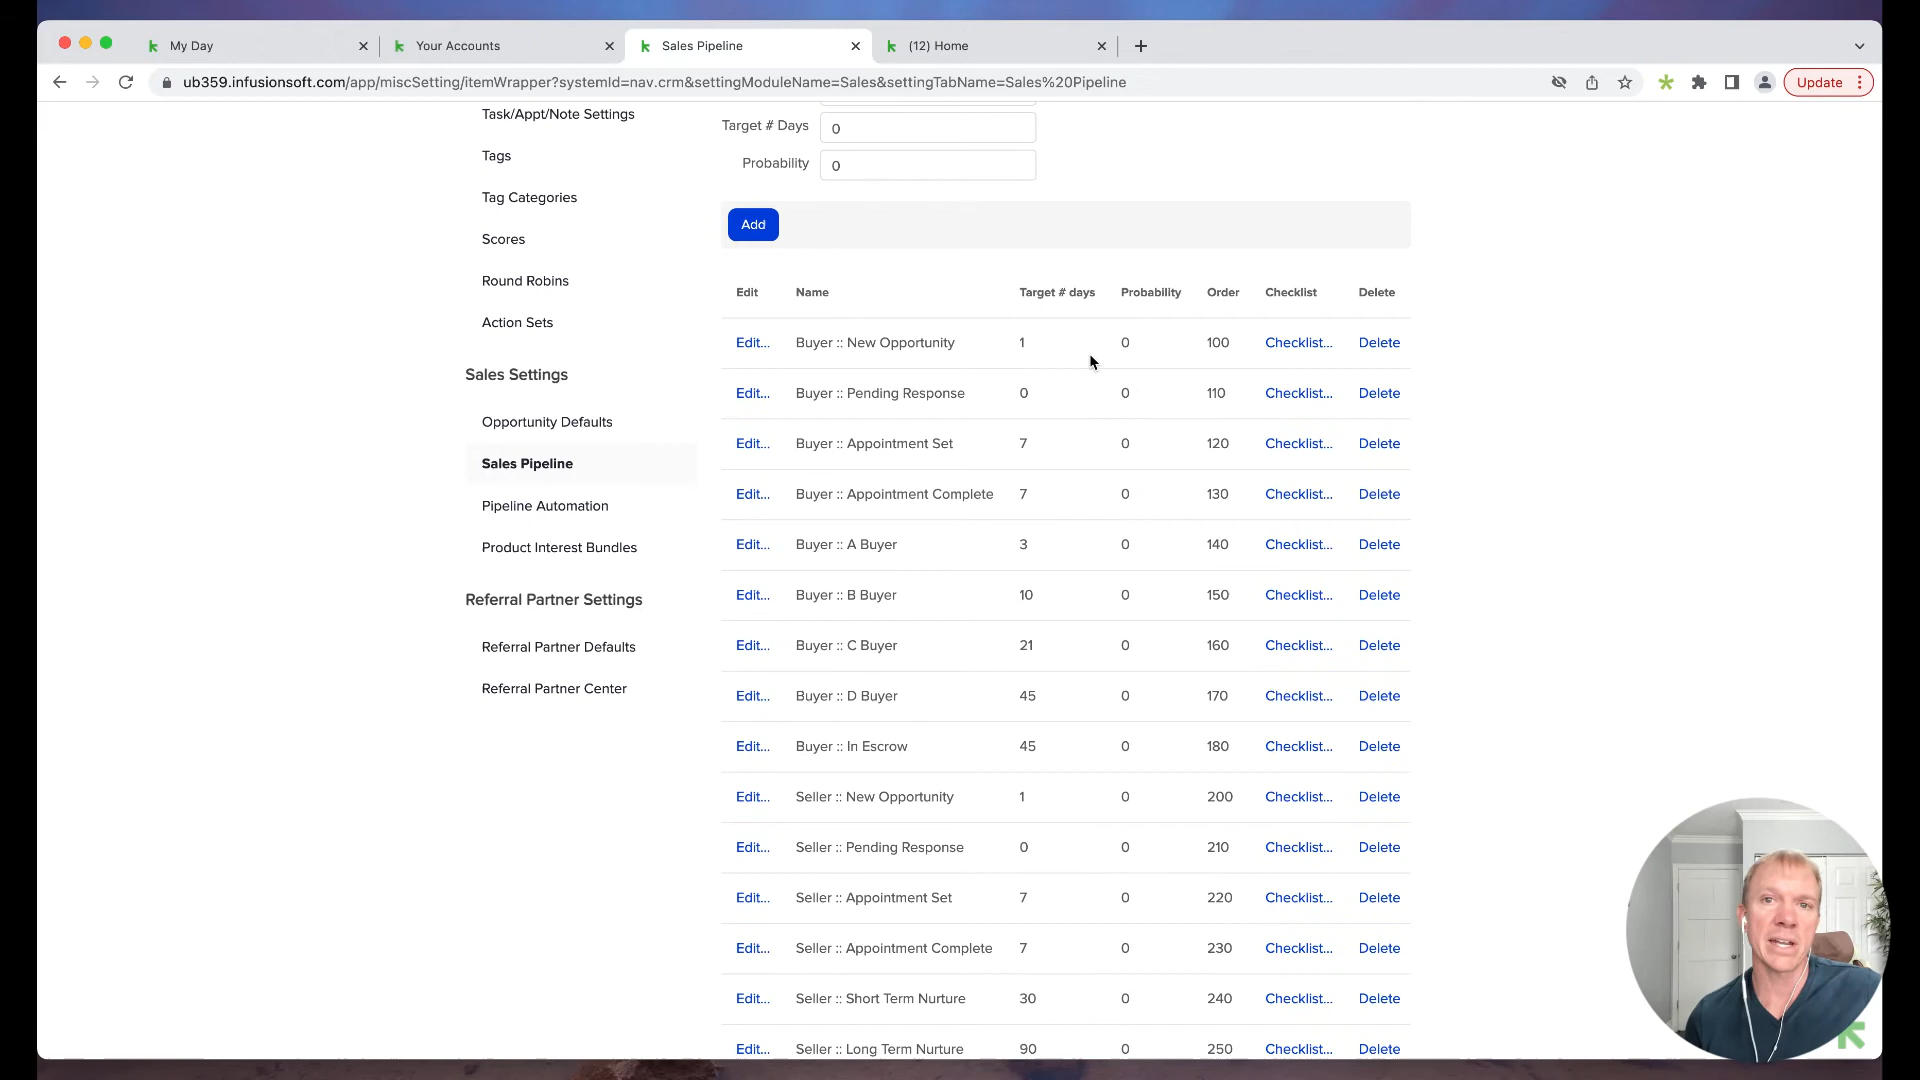 My Day
Your Accounts
Sales Pipeline
(12) Home
ub359.infusionsoft.com/app/miscSetting/itemWrapper?systemId=nav.crm&settingModuleName=Sales&settingTabName=Sales%20Pipeline
Update
Task/Appt/Note Settings
Tags
Tag Categories
Scores
Round Robins
Action Sets
Sales Settings
Opportunity Defaults
Sales Pipeline
Pipeline Automation
Product Interest Bundles
Referral Partner Settings
Referral Partner Defaults
Referral Partner Center
Target # Days 0
Probability 0
Add
Edit Name Target # days Probability Order Checklist Delete
Edit... Buyer :: New Opportunity 1 0 100 Checklist... Delete
Edit... Buyer :: Pending Response 0 0 110 Checklist... Delete
Edit... Buyer :: Appointment Set 7 0 120 Checklist... Delete
Edit... Buyer :: Appointment Complete 7 0 130 Checklist... Delete
Edit... Buyer :: A Buyer 3 0 140 Checklist... Delete
Edit... Buyer :: B Buyer 10 0 150 Checklist... Delete
Edit... Buyer :: C Buyer 21 0 160 Checklist... Delete
Edit... Buyer :: D Buyer 45 0 170 Checklist... Delete
Edit... Buyer :: In Escrow 45 0 180 Checklist... Delete
Edit... Seller :: New Opportunity 1 0 200 Checklist... Delete
Edit... Seller :: Pending Response 0 0 210 Checklist... Delete
Edit... Seller :: Appointment Set 7 0 220 Checklist... Delete
Edit... Seller :: Appointment Complete 7 0 230 Checklist... Delete
Edit... Seller :: Short Term Nurture 30 0 240 Checklist... Delete
Edit... Seller :: Long Term Nurture 90 0 250 Checklist... Delete